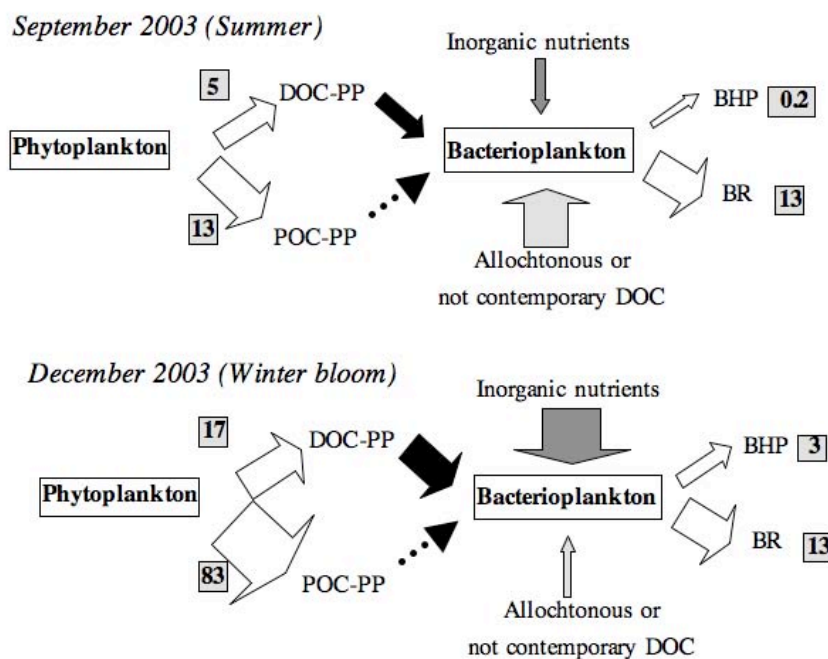 September 2003 (Summer)
Inorganic nutrients
5
DOC-PP
BHP 0.2
Phytoplankton
Bacterioplankton
13
POC-PP
BR 13
Allochtonous or
not contemporary DOC
December 2003 (Winter bloom)
Inorganic nutrients
17
DOC-PP
BHP 3
Phytoplankton
Bacterioplankton
83
POC-PP
BR 13
Allochtonous or
not contemporary DOC